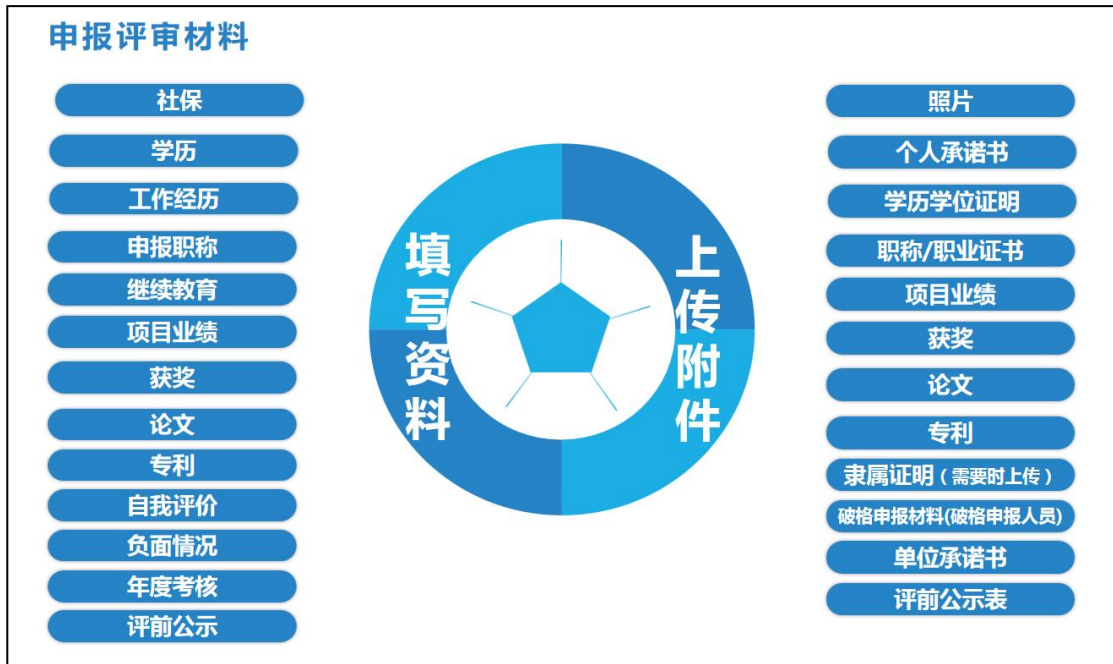 申报评审材料
社保
学历
工作经历
申报职称
继续教育
项目业绩
获奖
论文
专利
自我评价
负面情况
年度考核
评前公示
填写资料
上传附件
照片
个人承诺书
学历学位证明
职称/职业证书
项目业绩
获奖
论文
专利
隶属证明（需要时上传）
破格申报材料(破格申报人员)
单位承诺书
评前公示表